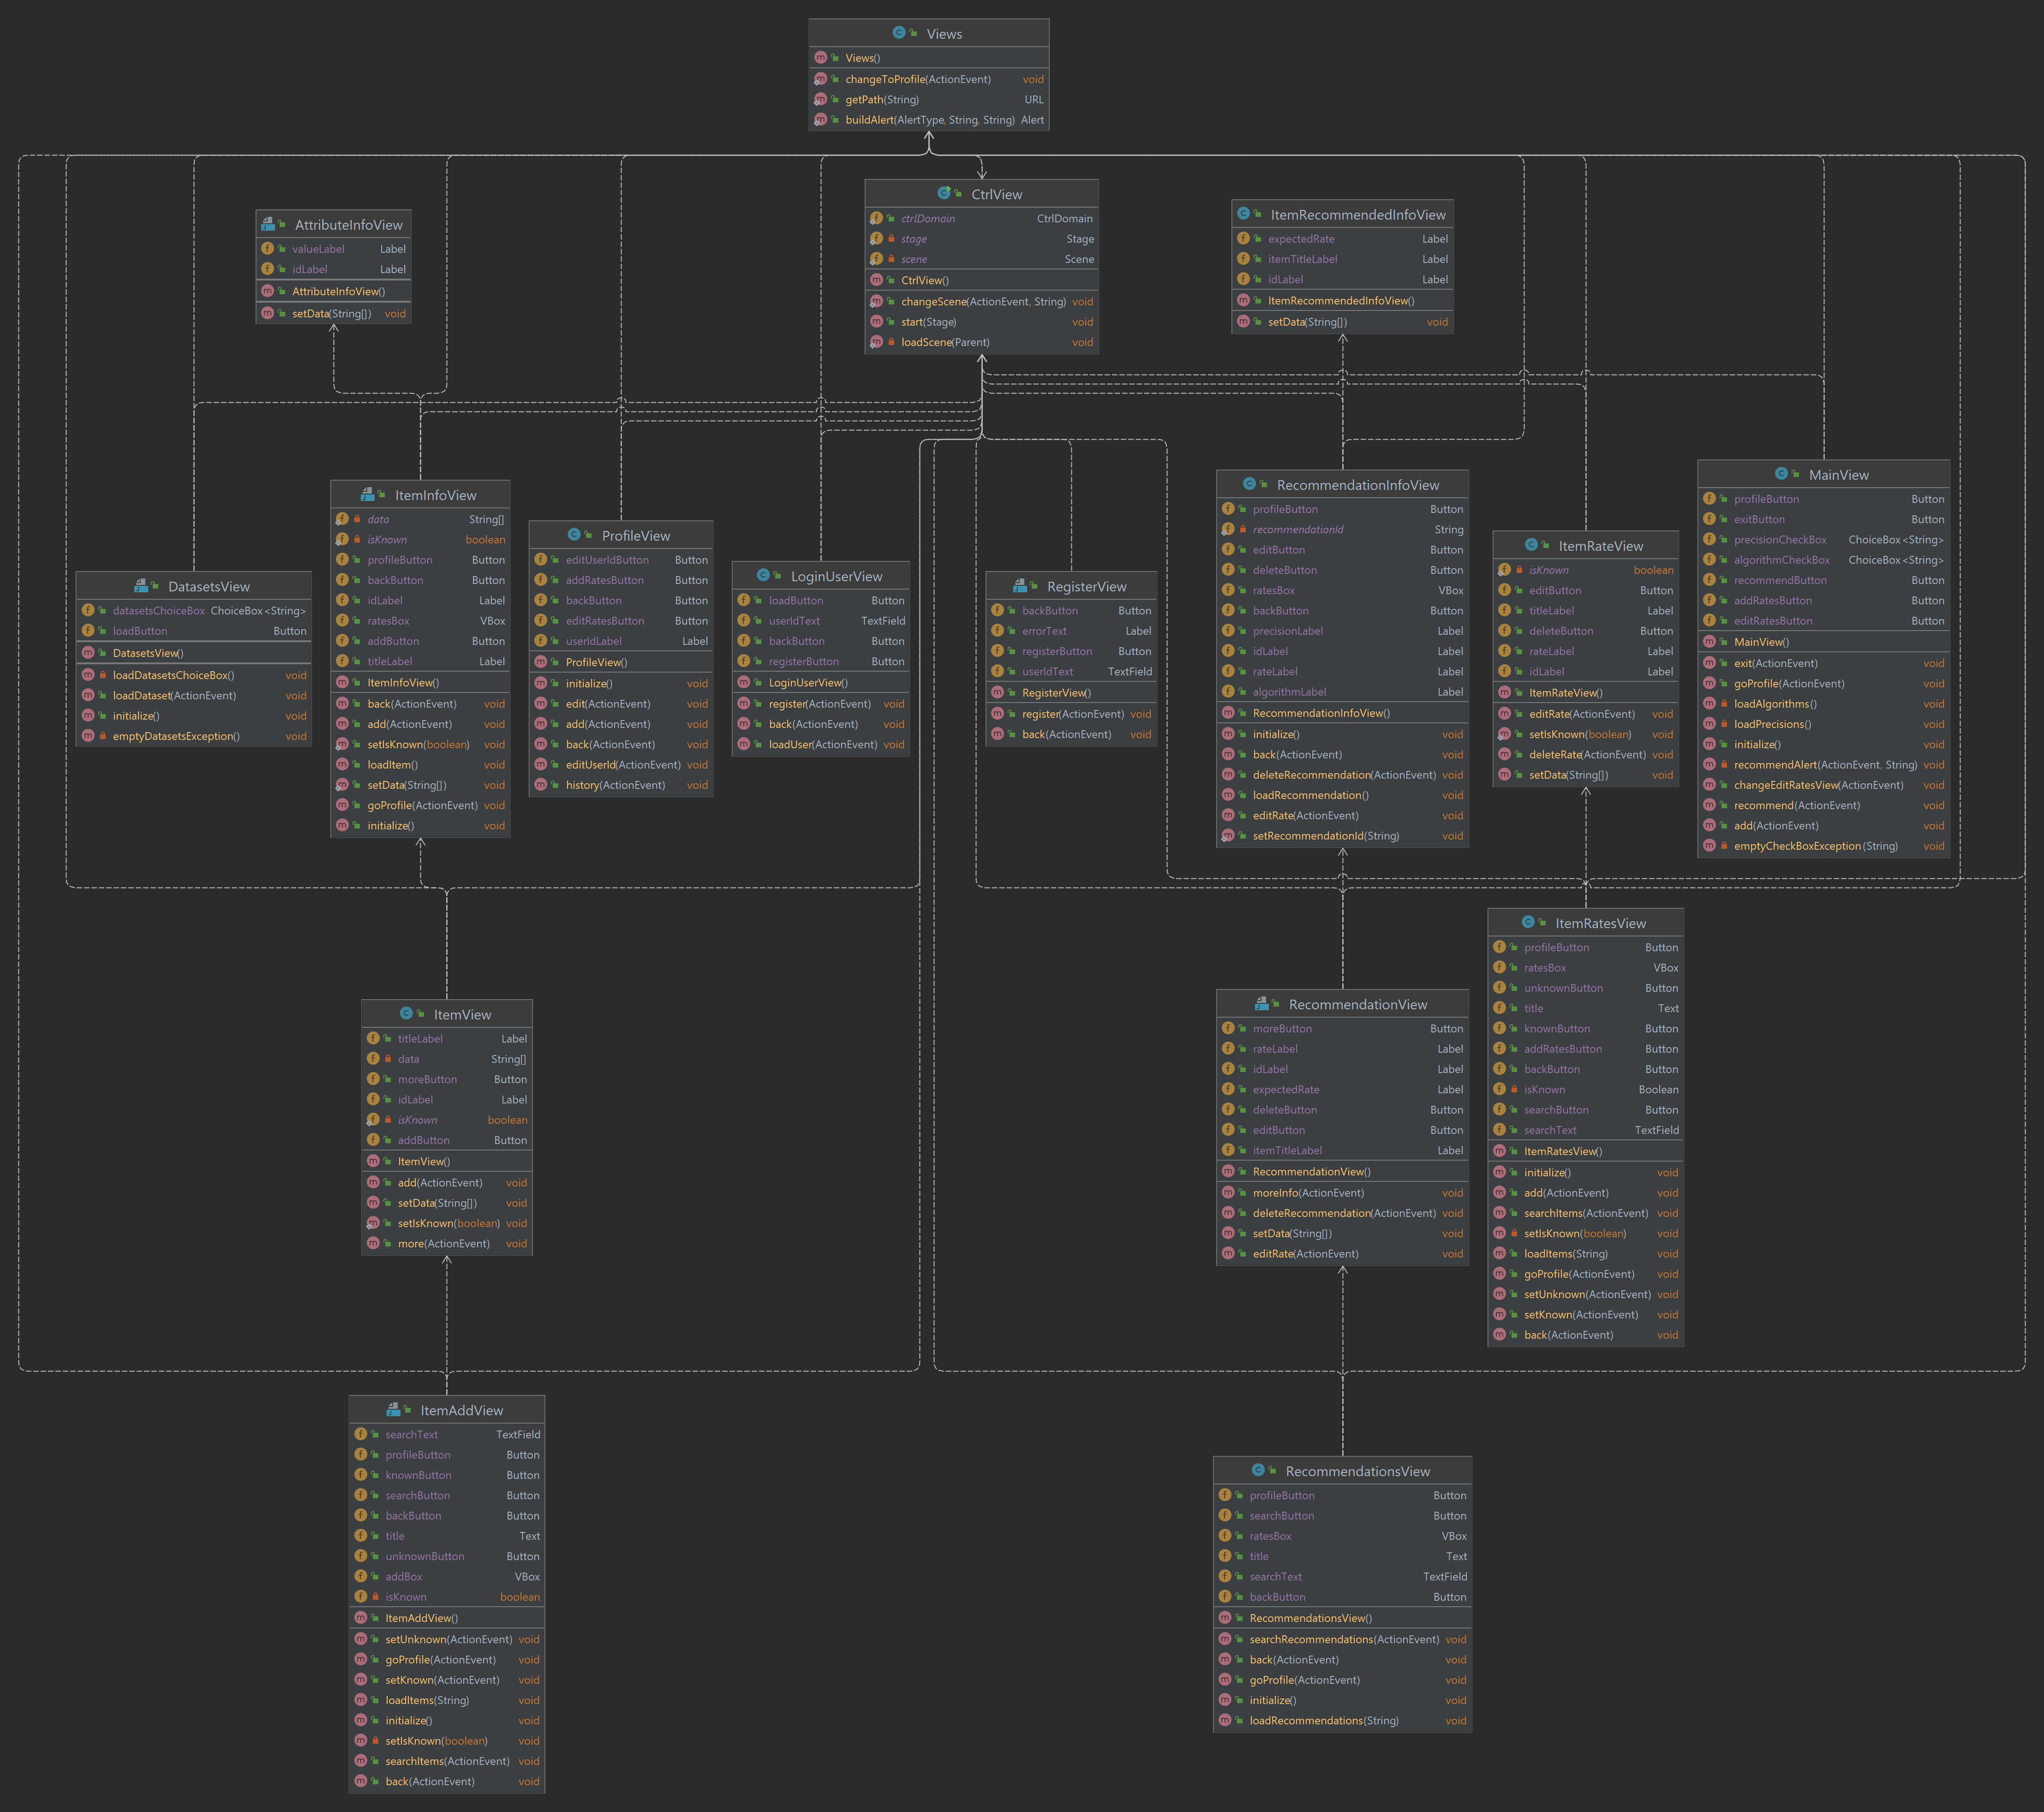 Views
Views()
changeToProfile(ActionEvent) void
getPath(String) URL
buildAlert(AlertType, String, String) Alert
CtrlView
ctrlDomain CtrlDomain
stage Stage
scene Scene
CtrlView()
changeScene(ActionEvent, String) void
start(Stage) void
loadScene(Parent) void
AttributeInfoView
valueLabel Label
idLabel Label
AttributeInfoView()
setData(String[]) void
ItemRecommendedInfoView
expectedRate Label
itemTitleLabel Label
idLabel Label
ItemRecommendedInfoView()
setData(String[]) void
DatasetsView
datasetsChoiceBox ChoiceBox<String>
loadButton Button
DatasetsView()
loadDatasetsChoiceBox() void
loadDataset(ActionEvent) void
initialize() void
emptyDatasetsException() void
ItemInfoView
data String[]
isKnown boolean
profileButton Button
backButton Button
idLabel Label
ratesBox VBox
addButton Button
titleLabel Label
ItemInfoView()
back(ActionEvent) void
add(ActionEvent) void
setIsKnown(boolean) void
loadItem() void
setData(String[]) void
goProfile(ActionEvent) void
initialize() void
ProfileView
editUserIdButton Button
addRatesButton Button
backButton Button
editRatesButton Button
userIdLabel Label
ProfileView()
initialize() void
edit(ActionEvent) void
add(ActionEvent) void
back(ActionEvent) void
editUserId(ActionEvent) void
history(ActionEvent) void
LoginUserView
loadButton Button
userIdText TextField
backButton Button
registerButton Button
LoginUserView()
register(ActionEvent) void
back(ActionEvent) void
loadUser(ActionEvent) void
RegisterView
backButton Button
errorText Label
registerButton Button
userIdText TextField
RegisterView()
register(ActionEvent) void
back(ActionEvent) void
RecommendationInfoView
profileButton Button
recommendationId String
editButton Button
deleteButton Button
ratesBox VBox
backButton Button
precisionLabel Label
idLabel Label
rateLabel Label
algorithmLabel Label
RecommendationInfoView()
initialize() void
back(ActionEvent) void
deleteRecommendation(ActionEvent) void
loadRecommendation() void
editRate(ActionEvent) void
setRecommendationId(String) void
ItemRateView
isKnown boolean
editButton Button
titleLabel Label
deleteButton Button
rateLabel Label
idLabel Label
ItemRateView()
editRate(ActionEvent) void
setIsKnown(boolean) void
deleteRate(ActionEvent) void
setData(String[]) void
MainView
profileButton Button
exitButton Button
precisionCheckBox ChoiceBox<String>
algorithmCheckBox ChoiceBox<String>
recommendButton Button
addRatesButton Button
editRatesButton Button
MainView()
exit(ActionEvent) void
goProfile(ActionEvent) void
loadAlgorithms() void
loadPrecisions() void
initialize() void
recommendAlert(ActionEvent, String) void
changeEditRatesView(ActionEvent) void
recommend(ActionEvent) void
add(ActionEvent) void
emptyCheckBoxException(String) void
ItemView
titleLabel Label
data String[]
moreButton Button
idLabel Label
isKnown boolean
addButton Button
ItemView()
add(ActionEvent) void
setData(String[]) void
setIsKnown(boolean) void
more(ActionEvent) void
RecommendationView
moreButton Button
rateLabel Label
idLabel Label
expectedRate Label
deleteButton Button
editButton Button
itemTitleLabel Label
RecommendationView()
moreInfo(ActionEvent) void
deleteRecommendation(ActionEvent) void
setData(String[]) void
editRate(ActionEvent) void
ItemRatesView
profileButton Button
ratesBox VBox
unknownButton Button
title Text
knownButton Button
addRatesButton Button
backButton Button
isKnown Boolean
searchButton Button
searchText TextField
ItemRatesView()
initialize() void
add(ActionEvent) void
searchItems(ActionEvent) void
setIsKnown(boolean) void
loadItems(String) void
goProfile(ActionEvent) void
setUnknown(ActionEvent) void
setKnown(ActionEvent) void
back(ActionEvent) void
ItemAddView
searchText TextField
profileButton Button
knownButton Button
searchButton Button
backButton Button
title Text
unknownButton Button
addBox VBox
isKnown boolean
ItemAddView()
setUnknown(ActionEvent) void
goProfile(ActionEvent) void
setKnown(ActionEvent) void
loadItems(String) void
initialize() void
setIsKnown(boolean) void
searchItems(ActionEvent) void
back(ActionEvent) void
RecommendationsView
profileButton Button
searchButton Button
ratesBox VBox
title Text
searchText TextField
backButton Button
RecommendationsView()
searchRecommendations(ActionEvent) void
back(ActionEvent) void
goProfile(ActionEvent) void
initialize() void
loadRecommendations(String) void